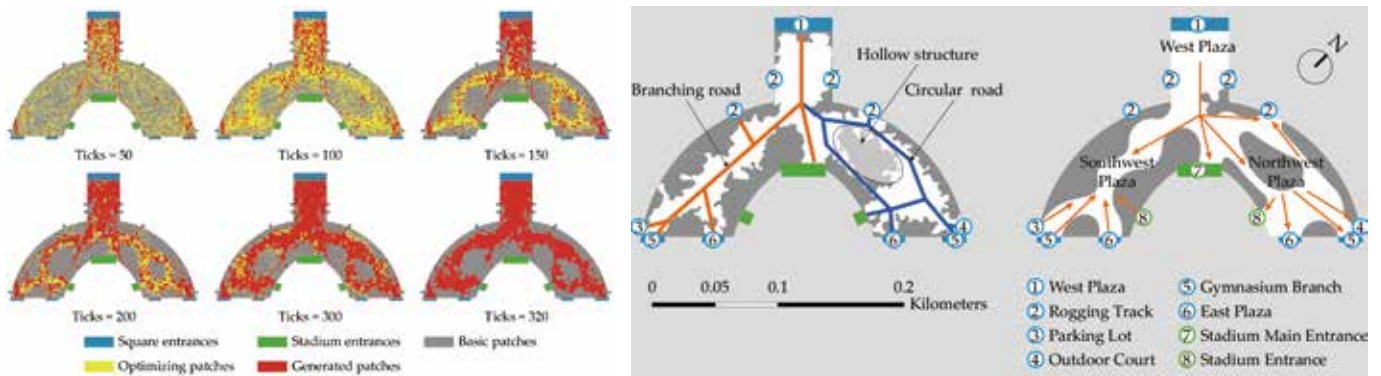 Ticks = 50
Ticks = 100
Ticks = 150
Ticks = 200
Ticks = 300
Ticks = 320
Square entrances
Stadium entrances
Basic patches
Optimizing patches
Generated patches
1
Hollow structure
2
2
Branching road
Circular road
2
2
3
5
6
6
5
4
0
0.05
0.1
0.2
Kilometers
1
West Plaza
N
2
2
2
2
Southwest
Plaza
7
Northwest
Plaza
3
5
6
8
8
6
5
4
1 West Plaza
5 Gymnasium Branch
2 Rogging Track
6 East Plaza
3 Parking Lot
7 Stadium Main Entrance
4 Outdoor Court
8 Stadium Entrance